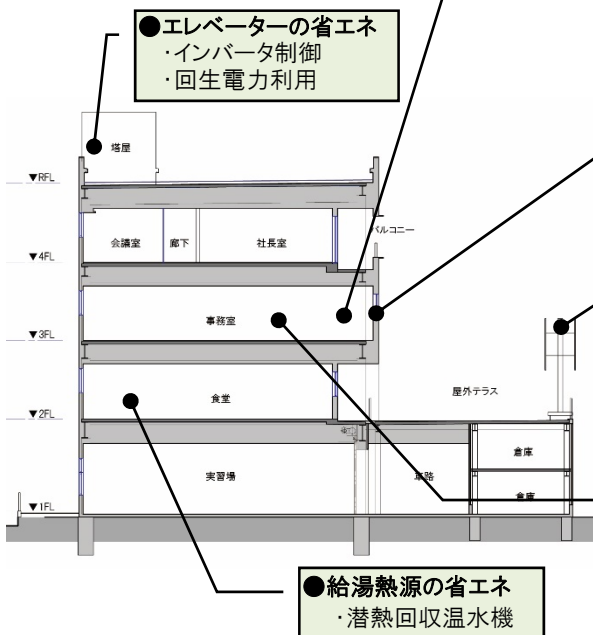 ●エレベーターの省エネ
・インバータ制御
・回生電力利用
塔屋
▼RFL
会議室
廊下
社長室
バルコニー
▼4FL
事務室
▼3FL
食堂
屋外テラス
▼2FL
実習場
車路
倉庫
倉庫
▼1FL
●給湯熱源の省エネ
・潜熱回収温水機